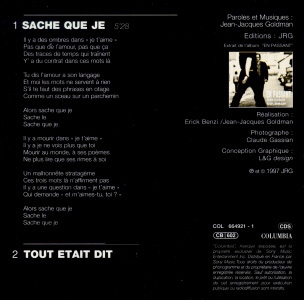 1 SACHE QUE JE 5'28
Il y a des ombres dans « je t'aime »
Pas que de l'amour, pas que ça
Des traces de temps qui traînent
Y' a du contrat dans ces mots là
Tu dis l'amour a son langage
Et moi les mots ne servent à rien
S'il te faut des phrases en otage
Comme un sceau sur un parchemin
Alors sache que je
Sache le
Sache que je
Il y a mourir dans « je t'aime »
Il y a je ne vois plus que toi
Mourir au monde, à ses poèmes
Ne plus lire que ses rimes à soi
Un malhonnête stratagème
Ces trois mots là n'affirment pas
Il y a une question dans « je t'aime »
Qui demande « et m'aimes-tu, toi ? »
Alors sache que je
Sache le
Sache que je
2 TOUT ETAIT DIT
Paroles et Musiques :
Jean-Jacques Goldman
Editions : JRG
Extrait de l'album "EN PASSANT"
EN PASSANT
Réalisation :
Erick Benzi /Jean-Jacques Goldman
Photographe :
Claude Gassian
Conception Graphique :
L&G design
℗ et © 1997 JRG
COL 664921 - 1
CDS
CB 602
COLUMBIA